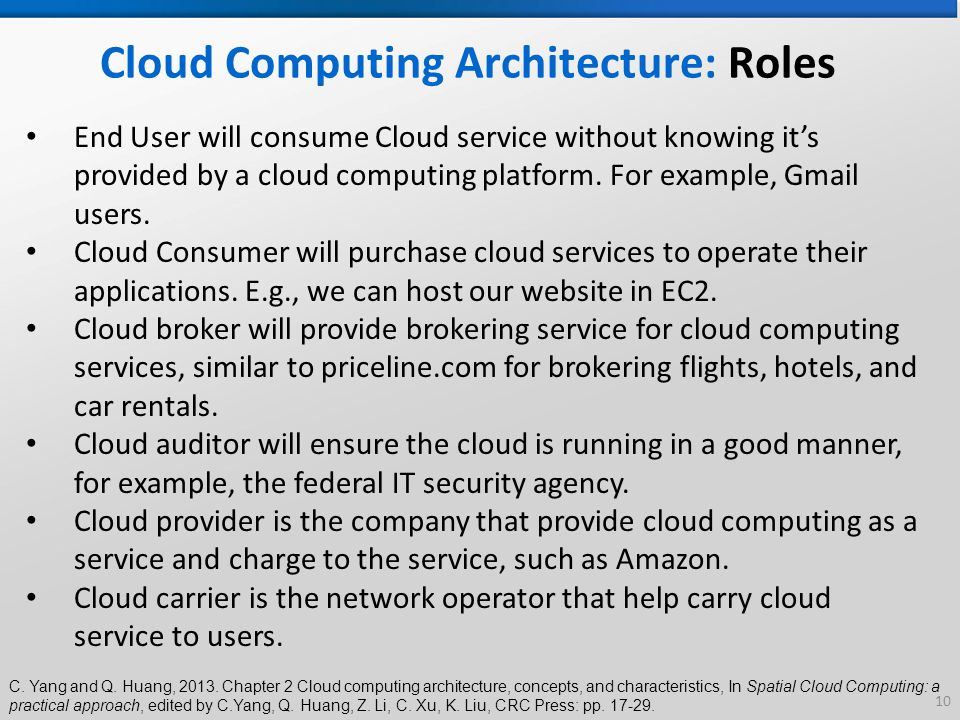 Cloud Computing Architecture: Roles
• End User will consume Cloud service without knowing it’s
provided by a cloud computing platform. For example, Gmail
users.
• Cloud Consumer will purchase cloud services to operate their
applications. E.g., we can host our website in EC2.
• Cloud broker will provide brokering service for cloud computing
services, similar to priceline.com for brokering flights, hotels, and
car rentals.
• Cloud auditor will ensure the cloud is running in a good manner,
for example, the federal IT security agency.
• Cloud provider is the company that provide cloud computing as a
service and charge to the service, such as Amazon.
• Cloud carrier is the network operator that help carry cloud
service to users.
C. Yang and Q. Huang, 2013. Chapter 2 Cloud computing architecture, concepts, and characteristics, In Spatial Cloud Computing: a
practical approach, edited by C.Yang, Q. Huang, Z. Li, C. Xu, K. Liu, CRC Press: pp. 17-29.
10